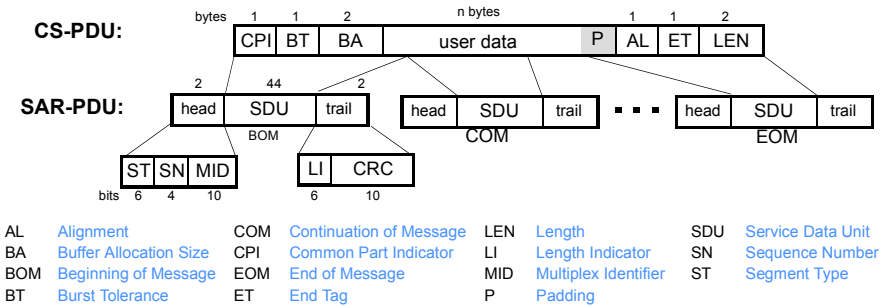 bytes 1 1 2 n bytes 1 1 2
CS-PDU: CPI BT BA user data P AL ET LEN
2 44 2
SAR-PDU: head SDU trail head SDU trail head SDU trail
BOM COM EOM
ST SN MID LI CRC
bits 6 4 10 6 10
AL Alignment COM Continuation of Message LEN Length SDU Service Data Unit
BA Buffer Allocation Size CPI Common Part Indicator LI Length Indicator SN Sequence Number
BOM Beginning of Message EOM End of Message MID Multiplex Identifier ST Segment Type
BT Burst Tolerance ET End Tag P Padding